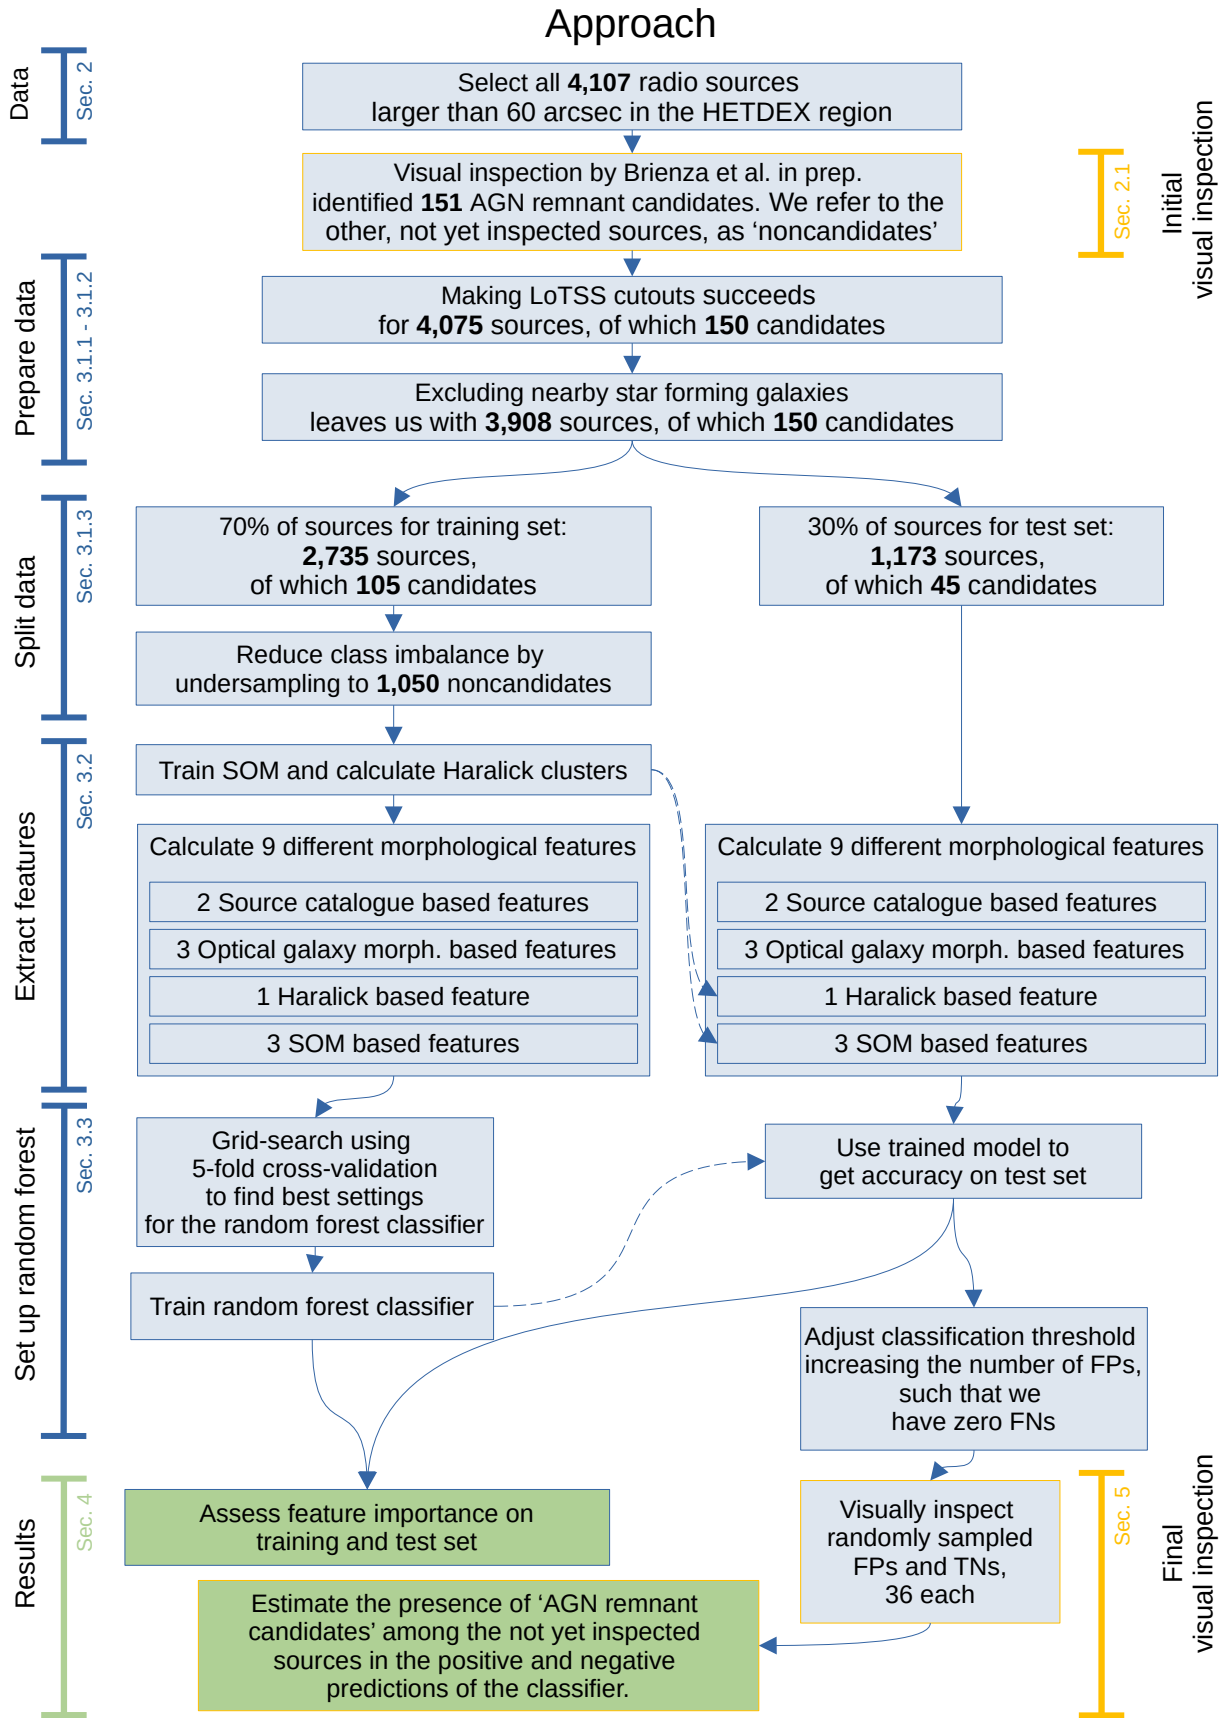 Approach
Data
Sec. 2
Select all 4,107 radio sources
larger than 60 arcsec in the HETDEX region
Visual inspection by Brienza et al. in prep.
identified 151 AGN remnant candidates. We refer to the
other, not yet inspected sources, as ‘noncandidates’
Sec. 2.1
Initial
visual inspection
Prepare data
Sec. 3.1.1 - 3.1.2
Making LoTSS cutouts succeeds
for 4,075 sources, of which 150 candidates
Excluding nearby star forming galaxies
leaves us with 3,908 sources, of which 150 candidates
Split data
Sec. 3.1.3
70% of sources for training set:
2,735 sources,
of which 105 candidates
30% of sources for test set:
1,173 sources,
of which 45 candidates
Reduce class imbalance by
undersampling to 1,050 noncandidates
Extract features
Sec. 3.2
Train SOM and calculate Haralick clusters
Calculate 9 different morphological features
2 Source catalogue based features
3 Optical galaxy morph. based features
1 Haralick based feature
3 SOM based features
Calculate 9 different morphological features
2 Source catalogue based features
3 Optical galaxy morph. based features
1 Haralick based feature
3 SOM based features
Set up random forest
Sec. 3.3
Grid-search using
5-fold cross-validation
to find best settings
for the random forest classifier
Use trained model to
get accuracy on test set
Train random forest classifier
Adjust classification threshold
increasing the number of FPs,
such that we
have zero FNs
Results
Sec. 4
Assess feature importance on
training and test set
Visually inspect
randomly sampled
FPs and TNs,
36 each
Sec. 5
Final
visual inspection
Estimate the presence of ‘AGN remnant
candidates’ among the not yet inspected
sources in the positive and negative
predictions of the classifier.